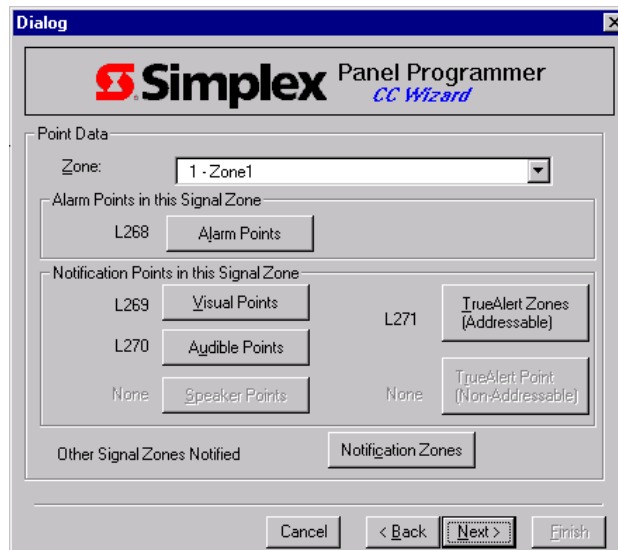 Dialog
Simplex
Panel Programmer
CC Wizard
Point Data
Zone:
1 - Zone1
Alarm Points in this Signal Zone
L268
Alarm Points
Notification Points in this Signal Zone
L269
Visual Points
L271
TrueAlert Zones
(Addressable)
L270
Audible Points
None
Speaker Points
None
TrueAlert Point
(Non-Addressable)
Other Signal Zones Notified
Notification Zones
Cancel
< Back
Next >
Finish